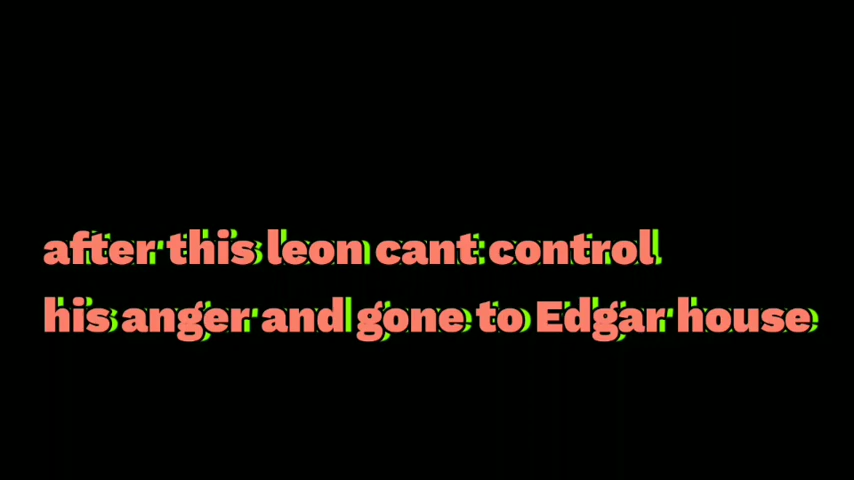 after this leon cant control
his anger and gone to Edgar house